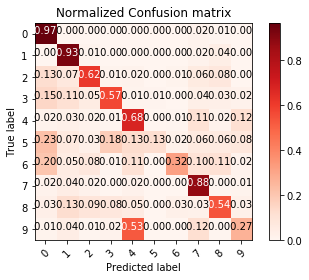 Normalized Confusion matrix
0 0.97 0.00 0.00 0.00 0.00 0.00 0.00 0.02 0.01 0.00
1 0.00 0.93 0.01 0.00 0.00 0.00 0.00 0.02 0.04 0.00
2 0.13 0.07 0.62 0.01 0.02 0.00 0.01 0.06 0.08 0.00
3 0.15 0.11 0.05 0.57 0.01 0.01 0.04 0.03 0.02
4 0.02 0.03 0.02 0.01 0.68 0.00 0.00 0.11 0.02 0.12
5 0.23 0.07 0.03 0.18 0.13 0.13 0.02 0.06 0.06 0.08
6 0.20 0.05 0.08 0.01 0.11 0.00 0.32 0.10 0.11 0.02
7 0.02 0.04 0.02 0.02 0.00 0.00 0.88 0.00 0.01
8 0.03 0.13 0.09 0.08 0.05 0.00 0.03 0.03 0.54 0.03
9 0.01 0.04 0.01 0.02 0.53 0.00 0.00 0.12 0.00 0.27
0 1 2 3 4 5 6 7 8 9
True label
Predicted label
0.8
0.6
0.4
0.2
0.0